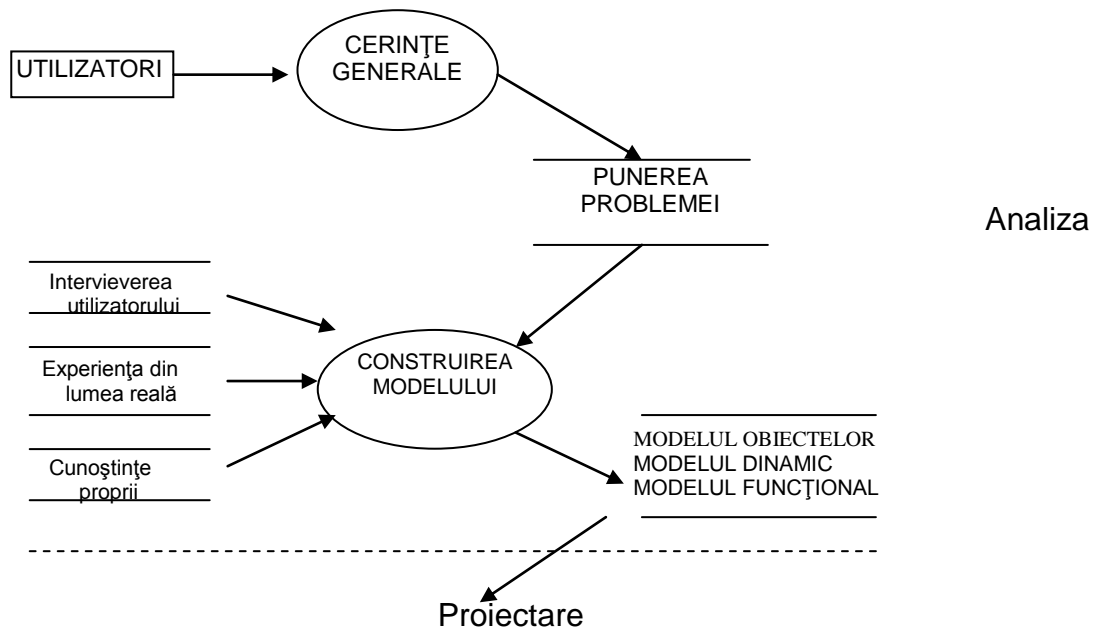 UTILIZATORI
CERINŢE
GENERALE
PUNEREA
PROBLEMEI
Analiza
Intervieverea
utilizatorului
Experienţa din
lumea reală
Cunoştinţe
proprii
CONSTRUIREA
MODELULUI
MODELUL OBIECTELOR
MODELUL DINAMIC
MODELUL FUNCŢIONAL
Proiectare